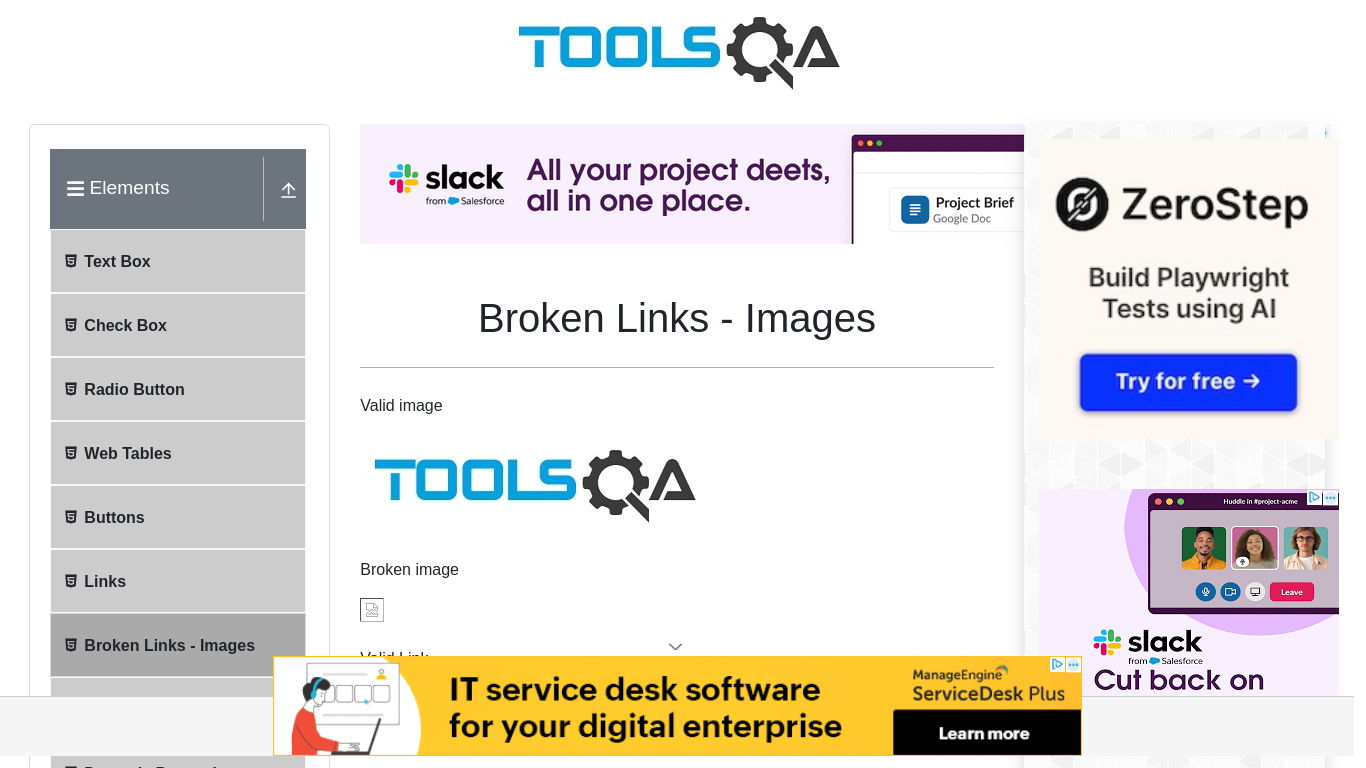 TOOLSQA
Elements
Text Box
Check Box
Radio Button
Web Tables
Buttons
Links
Broken Links - Images
slack
from Salesforce
All your project deets,
all in one place.
Project Brief
Google Doc
Broken Links - Images
Valid image
TOOLSQA
Broken image
ZeroStep
Build Playwright
Tests using AI
Try for free →
Huddle in #project-acme
Leave
slack
from Salesforce
Cut back on
IT service desk software
for your digital enterprise
ManageEngine
ServiceDesk Plus
Learn more